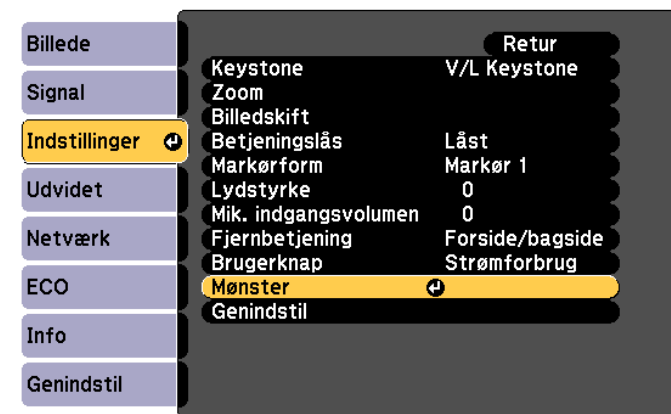 Billede
Signal
Indstillinger
Udvidet
Netværk
ECO
Info
Genindstil
Retur
Keystone V/L Keystone
Zoom
Billedskift
Betjeningslås Låst
Markørform Markør 1
Lydstyrke 0
Mik. indgangsvolumen 0
Fjernbetjening Forside/bagside
Brugerknap Strømforbrug
Mønster
Genindstil